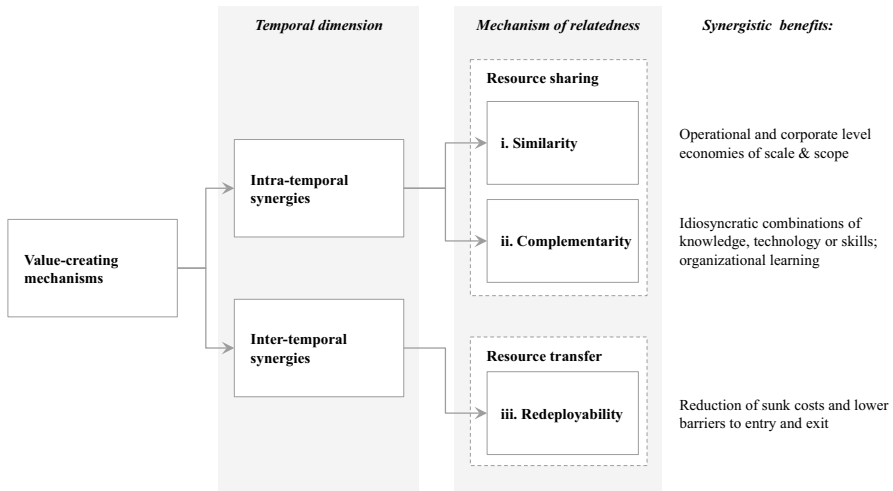 Temporal dimension
Mechanism of relatedness
Synergistic benefits:
Resource sharing
i. Similarity
Operational and corporate level
economies of scale & scope
Intra-temporal
synergies
ii. Complementarity
Idiosyncratic combinations of
knowledge, technology or skills;
organizational learning
Value-creating
mechanisms
Inter-temporal
synergies
Resource transfer
iii. Redeployability
Reduction of sunk costs and lower
barriers to entry and exit